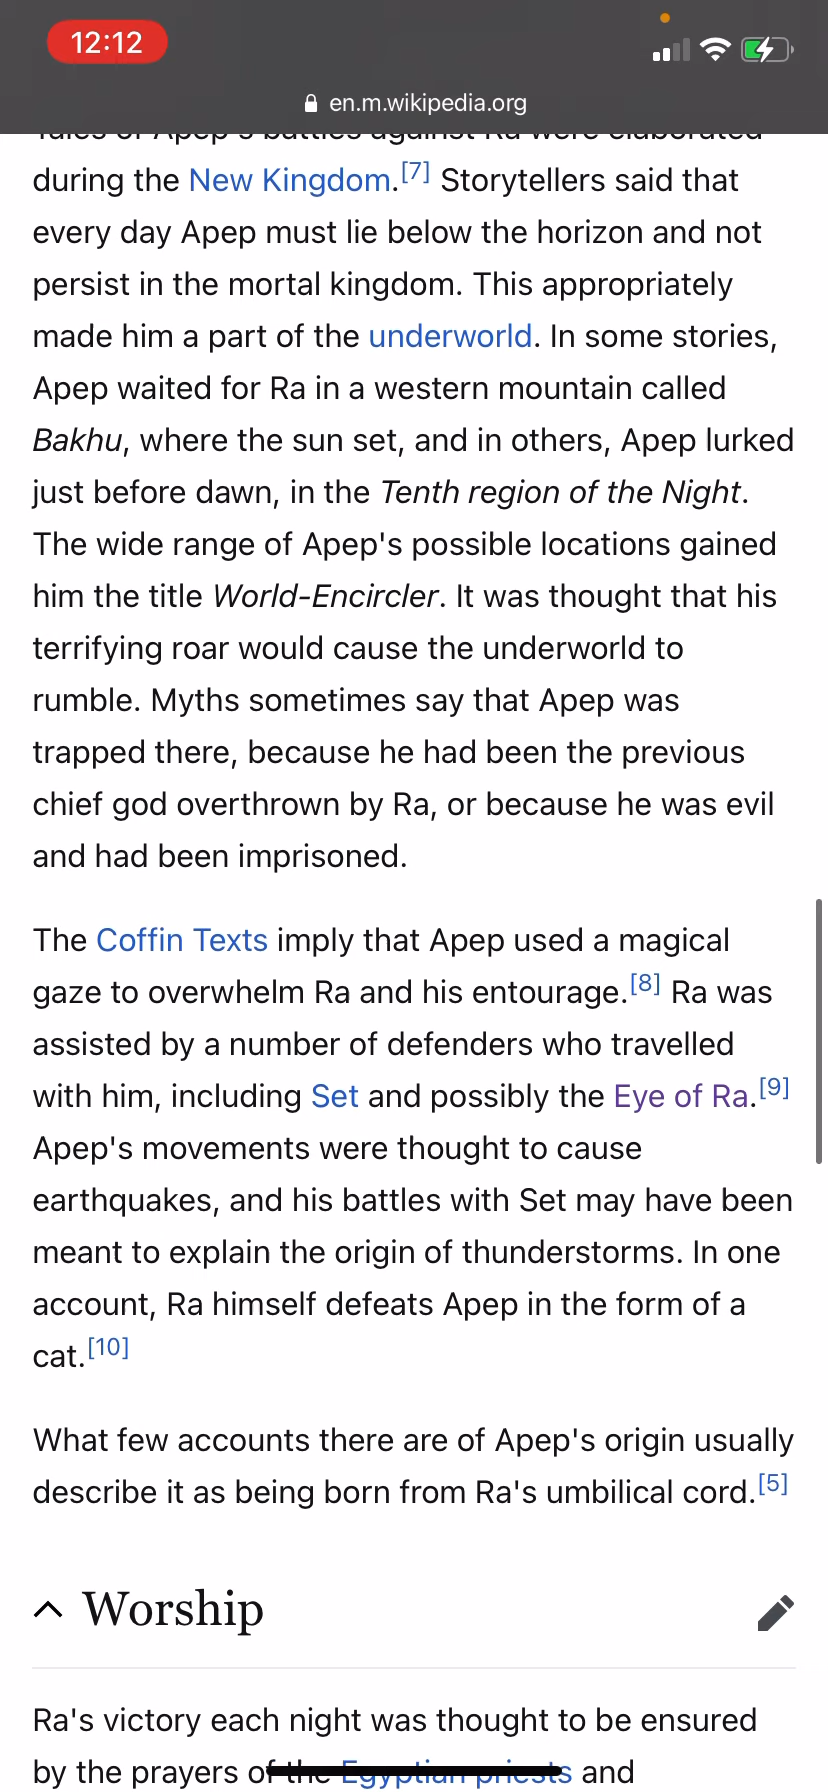 12:12
en.m.wikipedia.org
Tales of Apep's battles against Ra were elaborated
during the New Kingdom.[7] Storytellers said that
every day Apep must lie below the horizon and not
persist in the mortal kingdom. This appropriately
made him a part of the underworld. In some stories,
Apep waited for Ra in a western mountain called
Bakhu, where the sun set, and in others, Apep lurked
just before dawn, in the Tenth region of the Night.
The wide range of Apep's possible locations gained
him the title World-Encircler. It was thought that his
terrifying roar would cause the underworld to
rumble. Myths sometimes say that Apep was
trapped there, because he had been the previous
chief god overthrown by Ra, or because he was evil
and had been imprisoned.
The Coffin Texts imply that Apep used a magical
gaze to overwhelm Ra and his entourage.[8] Ra was
assisted by a number of defenders who travelled
with him, including Set and possibly the Eye of Ra.[9]
Apep's movements were thought to cause
earthquakes, and his battles with Set may have been
meant to explain the origin of thunderstorms. In one
account, Ra himself defeats Apep in the form of a
cat.[10]
What few accounts there are of Apep's origin usually
describe it as being born from Ra's umbilical cord.[5]
Worship
Ra's victory each night was thought to be ensured
by the prayers of the Egyptian priests and